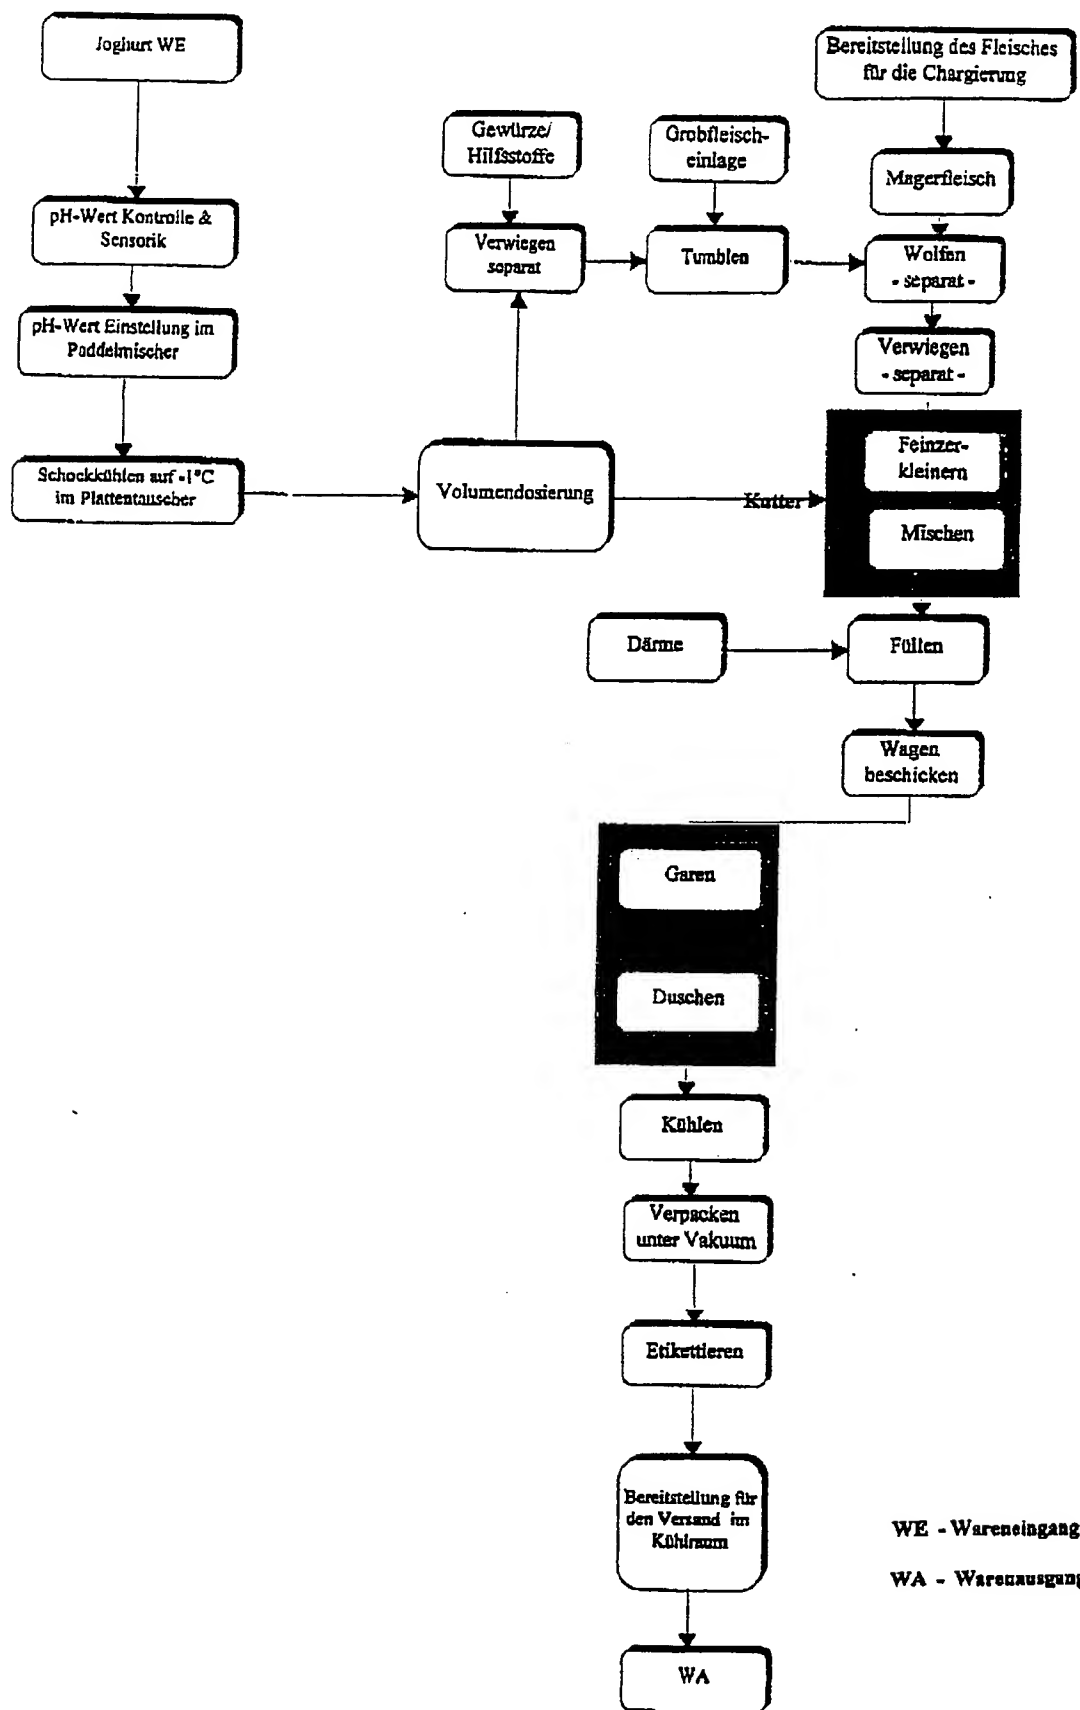 Joghurt WE
Bereitstellung des Fleisches
für die Chargierung
Gewürze/
Hilfsstoffe
Grobfleisch-
einlage
Magerfleisch
pH-Wert Kontrolle &
Sensorik
Verwiegen
separat
Tumblen
Wolfen
- separat -
pH-Wert Einstellung im
Paddelmischer
Verwiegen
- separat -
Schockkühlen auf -1°C
im Plattentauscher
Volumendosierung
Kutter
Feinzer-
kleinern
Mischen
Därme
Füllen
Wagen
beschicken
Garen
Duschen
Kühlen
Verpacken
unter Vakuum
Etikettieren
Bereitstellung für
den Versand im
Kühlraum
WE - Wareneingang
WA - Warenausgang
WA